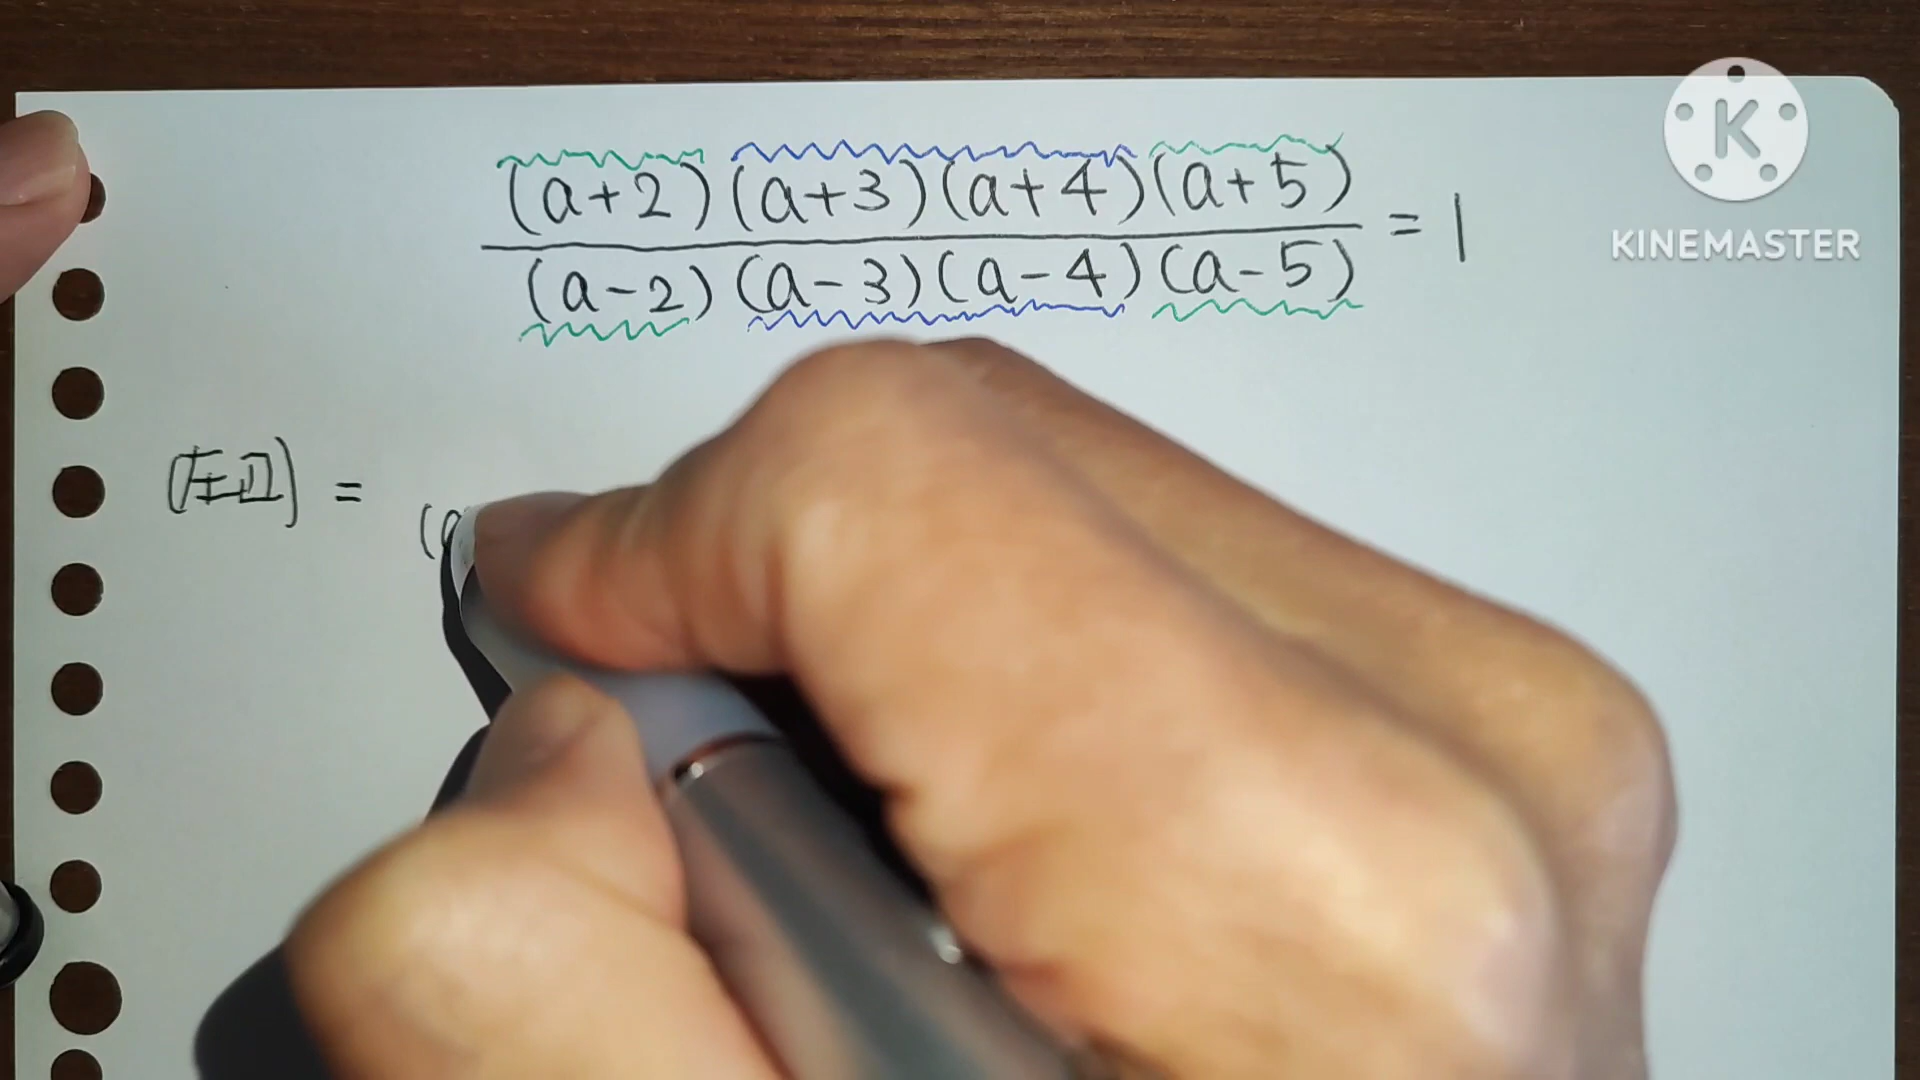 (a+2)(a+3)(a+4)(a+5)
= 1
(a-2)(a-3)(a-4)(a-5)
K
KINEMASTER
(左辺) =
(a